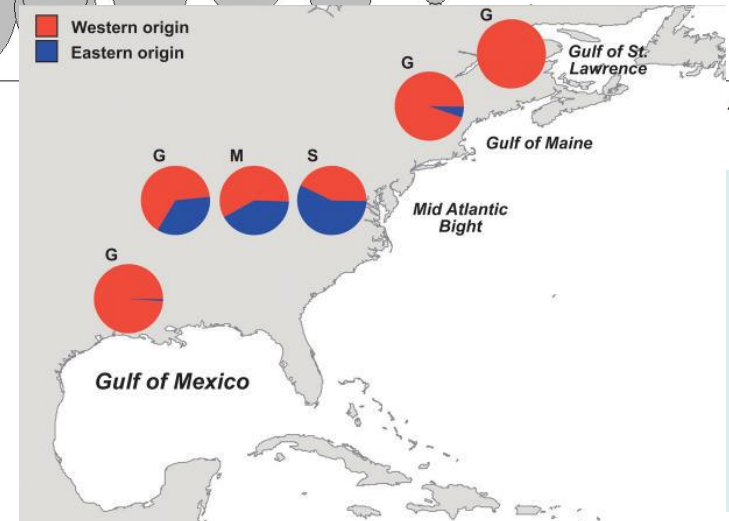 Western origin
Eastern origin
G
Gulf of St.
Lawrence
G
Gulf of Maine
G M S
Mid Atlantic
Bight
G
Gulf of Mexico